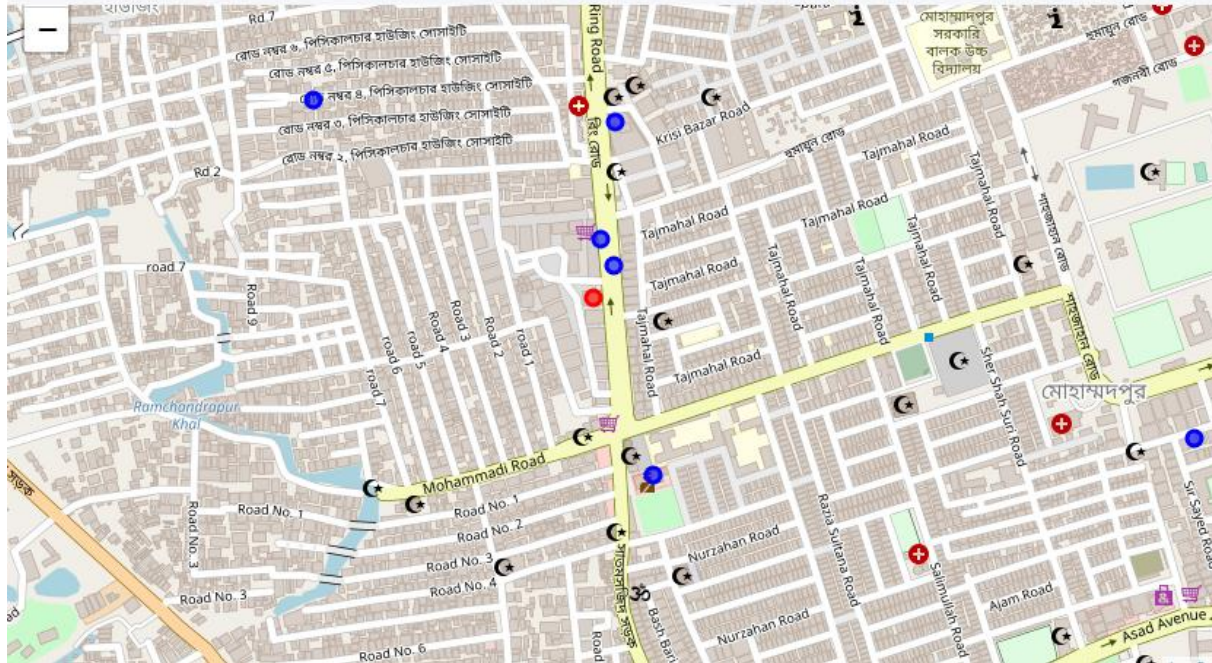 হাউজিং
Rd 7
রোড নম্বর ৬, পিসিকালচার হাউজিং সোসাইটি
রোড নম্বর ৫, পিসিকালচার হাউজিং সোসাইটি
নম্বর ৪, পিসিকালচার হাউজিং সোসাইটি
রোড নম্বর ৩, পিসিকালচার হাউজিং সোসাইটি
রোড নম্বর ২, পিসিকালচার হাউজিং সোসাইটি
Rd 2
Ring Road
রিং রোড
Krisi Bazar Road
হুমায়ুন রোড
মোহাম্মাদপুর
সরকারি
বালক উচ্চ
বিদ্যালয়
হুমায়ুন রোড
গজনবী রোড
Tajmahal Road
Tajmahal Road
Tajmahal Road
Tajmahal Road
Tajmahal Road
Tajmahal Road
Tajmahal Road
Tajmahal Road
Tajmahal Road
Tajmahal Road
Tajmahal Road
শাহজাহান রোড
শাহজাহান রোড
road 7
Road 9
Road 3
Road 4
road 5
road 6
road 7
Road 2
road 1
Ramchandrapur
Khal
Mohammadi Road
মোহাম্মদপুর
Sher Shah Suri Road
Road No. 1
Road No. 3
Road No. 3
Road No. 1
Road No. 2
Road No. 3
Road No. 4
Road No. 6
Road
সাতমসজিদ সড়ক
Bash Bari
Nurzahan Road
Nurzahan Road
Razia Sultana Road
Salimullah Road
Ajam Road
Sir Sayed Road
Asad Avenue
সড়ক